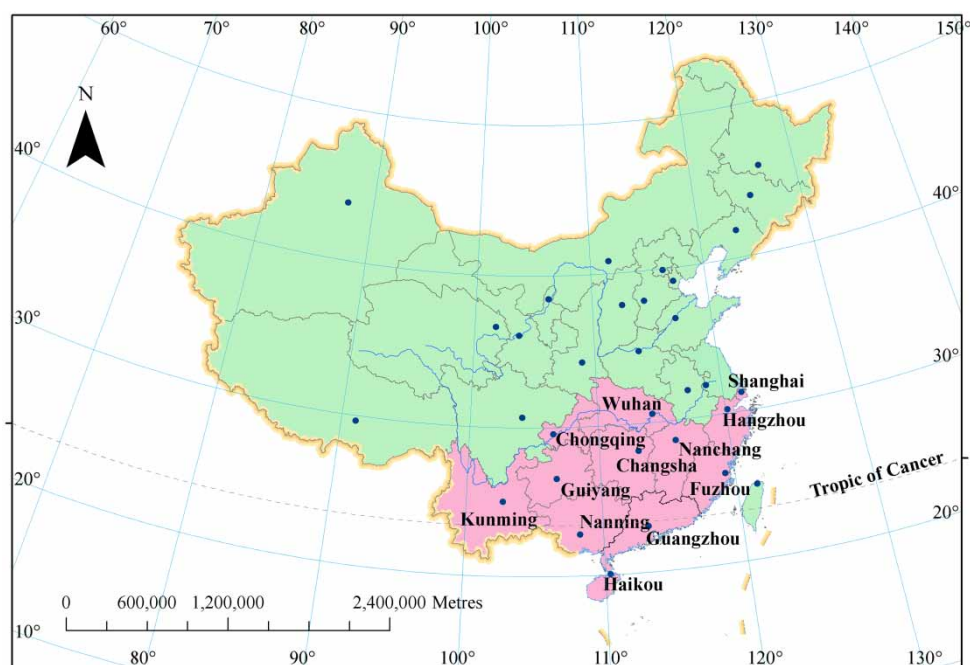 60° 70° 80° 90° 100° 110° 120° 130° 140° 150°
N
40°
40°
30°
30°
Shanghai
Wuhan
Hangzhou
Chongqing
Nanchang
Changsha
Guiyang
Fuzhou
Tropic of Cancer
20°
20°
Kunming
Nanning
Guangzhou
Haikou
0 600,000 1,200,000 2,400,000 Metres
10°
80° 90° 100° 110° 120° 130°